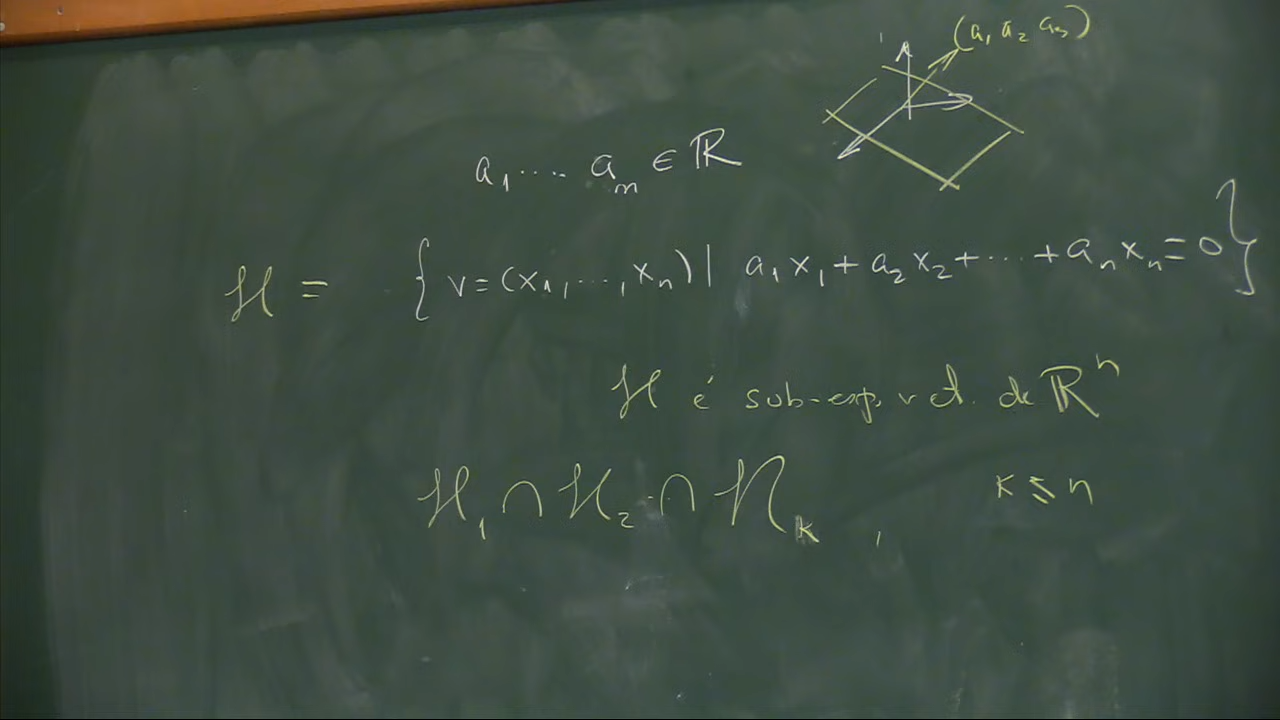 (a₁ a₂ a₃)
a₁ .... aₙ ∈ ℝ
ℋ = { v = (x₁, ..., xₙ) | a₁x₁ + a₂x₂ + ... + aₙxₙ = 0 }
ℋ é sub-esp. vet. de ℝⁿ
ℋ₁ ∩ ℋ₂ ∩ ℋₖ , k ≤ n